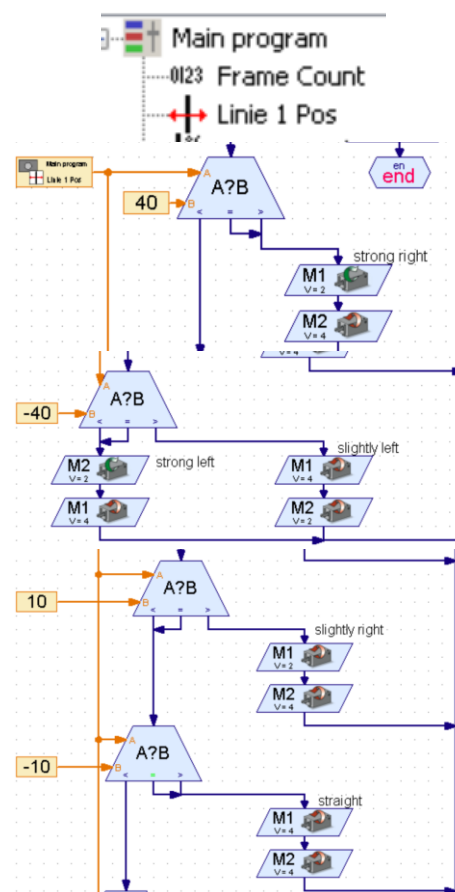 Main program
0123 Frame Count
Linie 1 Pos
Main program
Linie 1 Pos
A
A?B
40
B
< = >
en
end
strong right
M1
V= 2
M2
V= 4
V= 4
A
A?B
-40
B
< = >
M2
V= 2
strong left
M1
V= 4
slightly left
M1
V= 4
M2
V= 2
A
A?B
10
B
< = >
slightly right
M1
V= 2
M2
V= 4
A
A?B
-10
B
< = >
straight
M1
V= 4
M2
V= 4